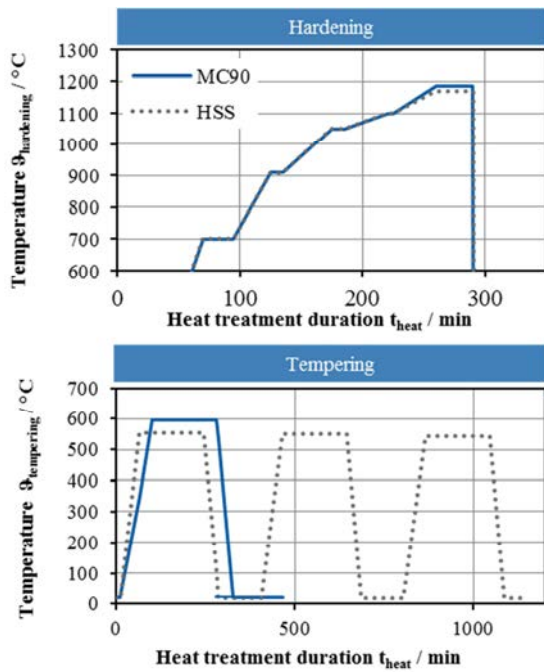 Hardening
Temperature ϑhardening / °C
1300
1200
1100
1000
900
800
700
600
MC90
HSS
0
100
200
300
Heat treatment duration theat / min
Tempering
Temperature ϑtempering / °C
700
600
500
400
300
200
100
0
0
500
1000
Heat treatment duration theat / min